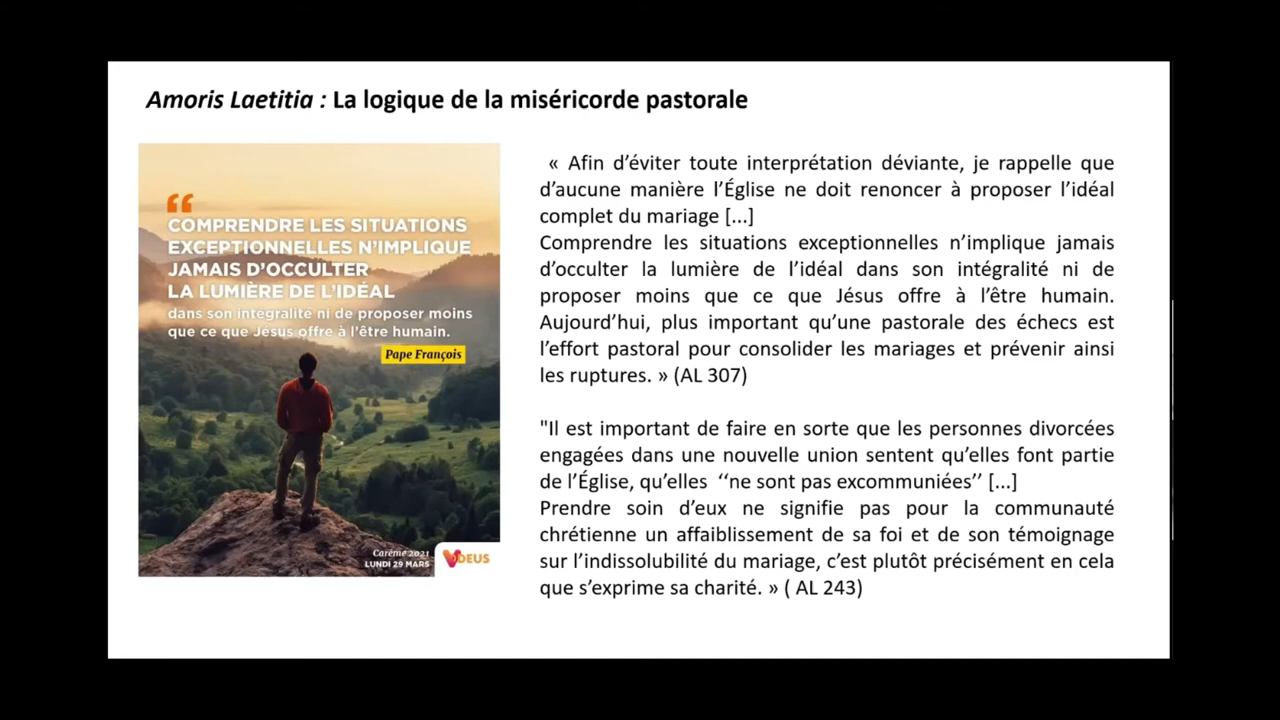 Amoris Laetitia : La logique de la miséricorde pastorale
“
COMPRENDRE LES SITUATIONS
EXCEPTIONNELLES N’IMPLIQUE
JAMAIS D’OCCULTER
LA LUMIÈRE DE L’IDÉAL
dans son intégralité ni de proposer moins
que ce que Jésus offre à l’être humain.
Pape François
Carême 2021
LUNDI 29 MARS
VODEUS
« Afin d’éviter toute interprétation déviante, je rappelle que
d’aucune manière l’Église ne doit renoncer à proposer l’idéal
complet du mariage [...]
Comprendre les situations exceptionnelles n’implique jamais
d’occulter la lumière de l’idéal dans son intégralité ni de
proposer moins que ce que Jésus offre à l’être humain.
Aujourd’hui, plus important qu’une pastorale des échecs est
l’effort pastoral pour consolider les mariages et prévenir ainsi
les ruptures. » (AL 307)
"Il est important de faire en sorte que les personnes divorcées
engagées dans une nouvelle union sentent qu’elles font partie
de l’Église, qu’elles ‘‘ne sont pas excommuniées’’ [...]
Prendre soin d’eux ne signifie pas pour la communauté
chrétienne un affaiblissement de sa foi et de son témoignage
sur l’indissolubilité du mariage, c’est plutôt précisément en cela
que s’exprime sa charité. » ( AL 243)